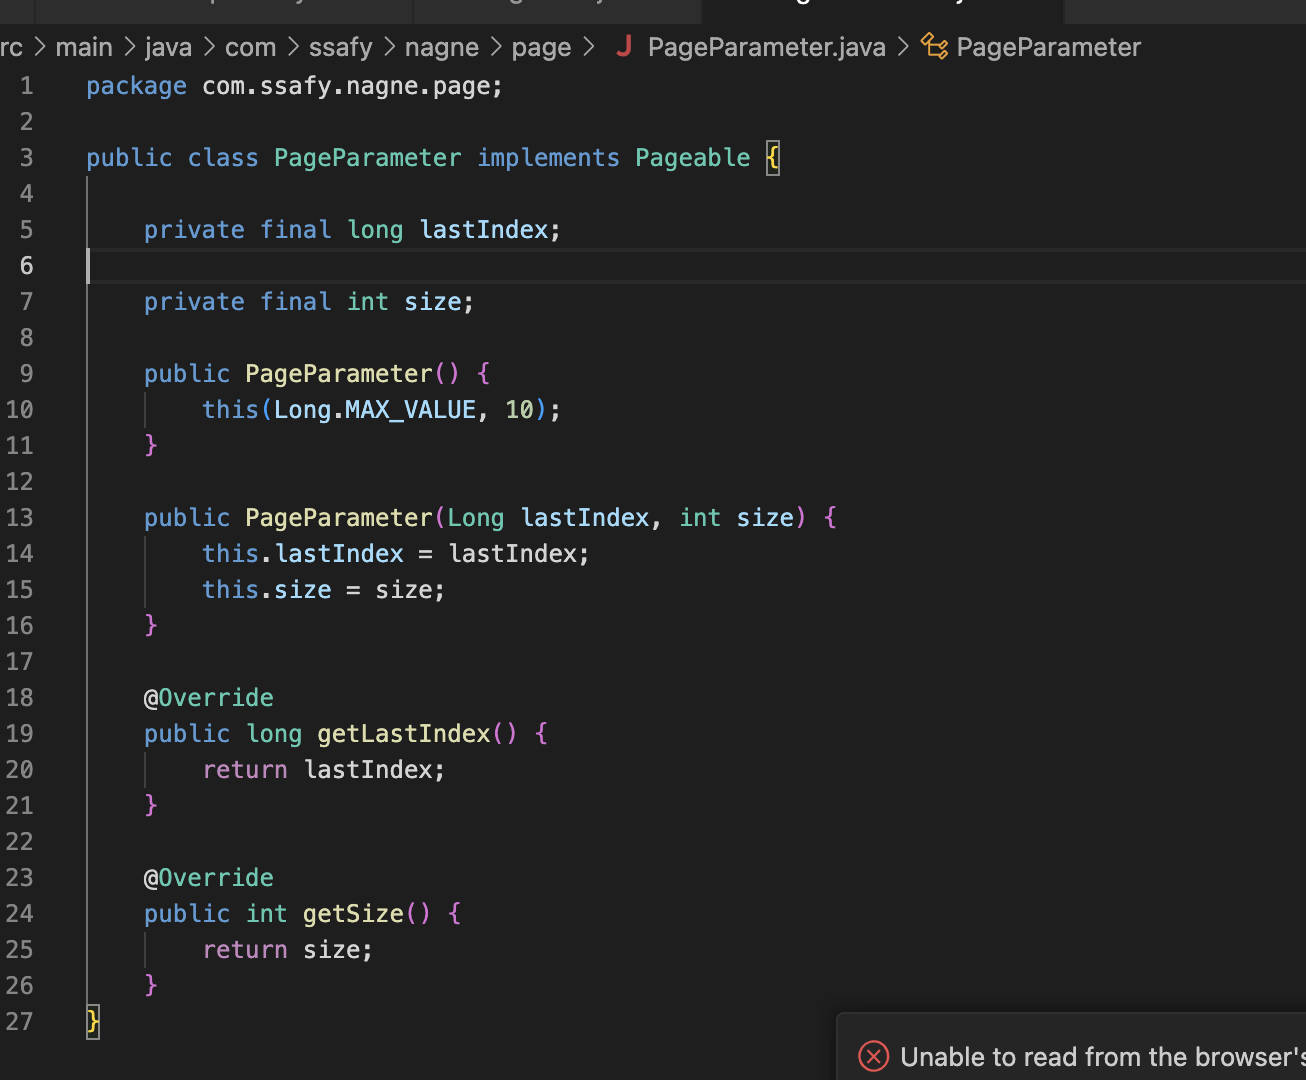 rc > main > java > com > ssafy > nagne > page > J PageParameter.java > PageParameter
1 package com.ssafy.nagne.page;
2
3 public class PageParameter implements Pageable {
4
5 private final long lastIndex;
6
7 private final int size;
8
9 public PageParameter() {
10 this(Long.MAX_VALUE, 10);
11 }
12
13 public PageParameter(Long lastIndex, int size) {
14 this.lastIndex = lastIndex;
15 this.size = size;
16 }
17
18 @Override
19 public long getLastIndex() {
20 return lastIndex;
21 }
22
23 @Override
24 public int getSize() {
25 return size;
26 }
27 }
Unable to read from the browser's